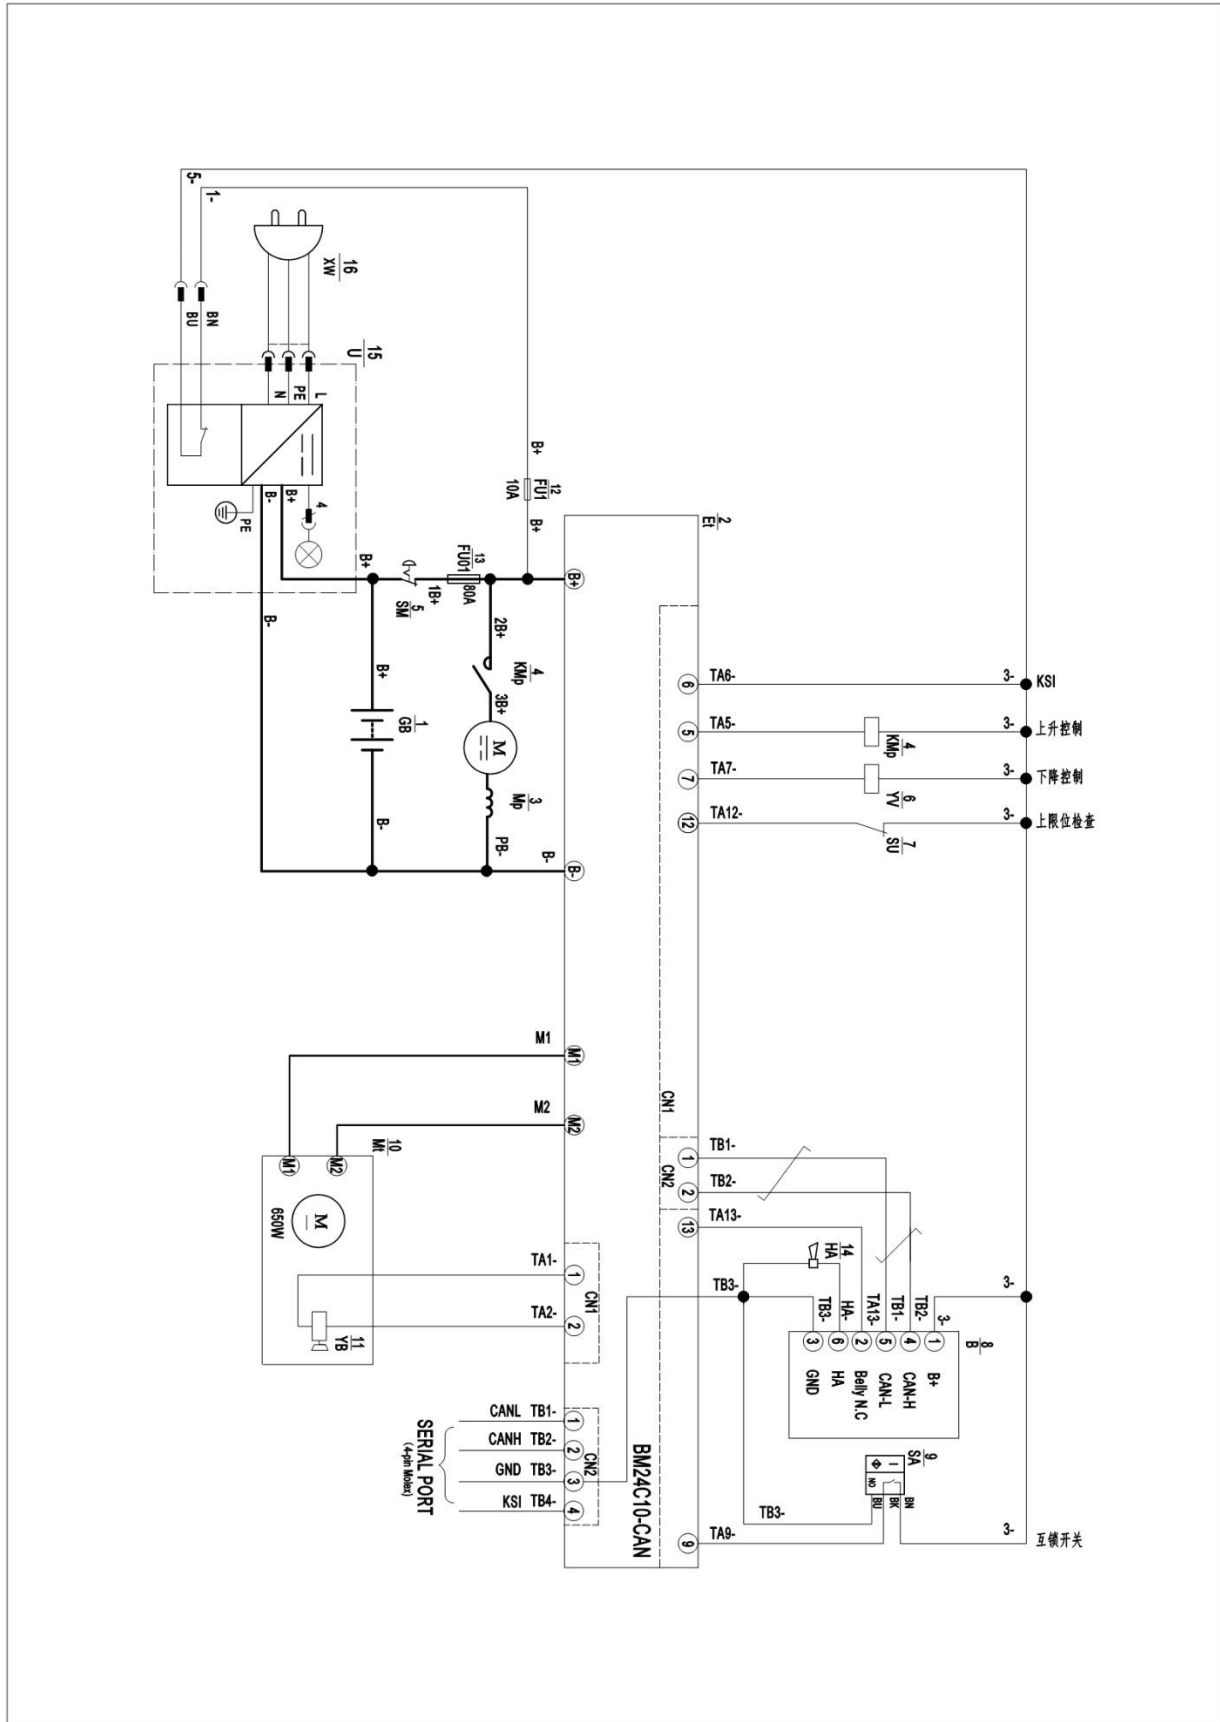 5-
1-
16
XW
BU
BN
15
U
N
PE
L
B-
B+
4
PE
B+
B-
B+
12
FU1
10A
B+
13
FU01
80A
1B+
5
SM
B+
2B+
4
KMp
3B+
M
3
Mp
PB-
B+
1
GB
B-
B-
B-
2
Et
B+
6
TA6-
3-
KSI
5
TA5-
4
KMp
3-
上升控制
7
TA7-
6
YV
3-
下降控制
12
TA12-
7
SU
3-
上限位检查
M1
M1
M2
M2
10
Mt
M1
M2
M
650W
11
YB
TA1-
1
TA2-
2
CN1
CN1
CN2
1
TB1-
2
TB2-
13
TA13-
14
HA
TB3-
TB3-
HA-
TA13-
TB1-
TB2-
3-
3-
3
6
2
5
4
1
8
B
GND
HA
Belly N.C
CAN-L
CAN-H
B+
9
SA
NO
BU
BK
BN
TB3-
9
TA9-
3-
互锁开关
CANL TB1-
1
CANH TB2-
2
GND TB3-
3
KSI TB4-
4
CN2
SERIAL PORT
(4-pin Molex)
BM24C10-CAN